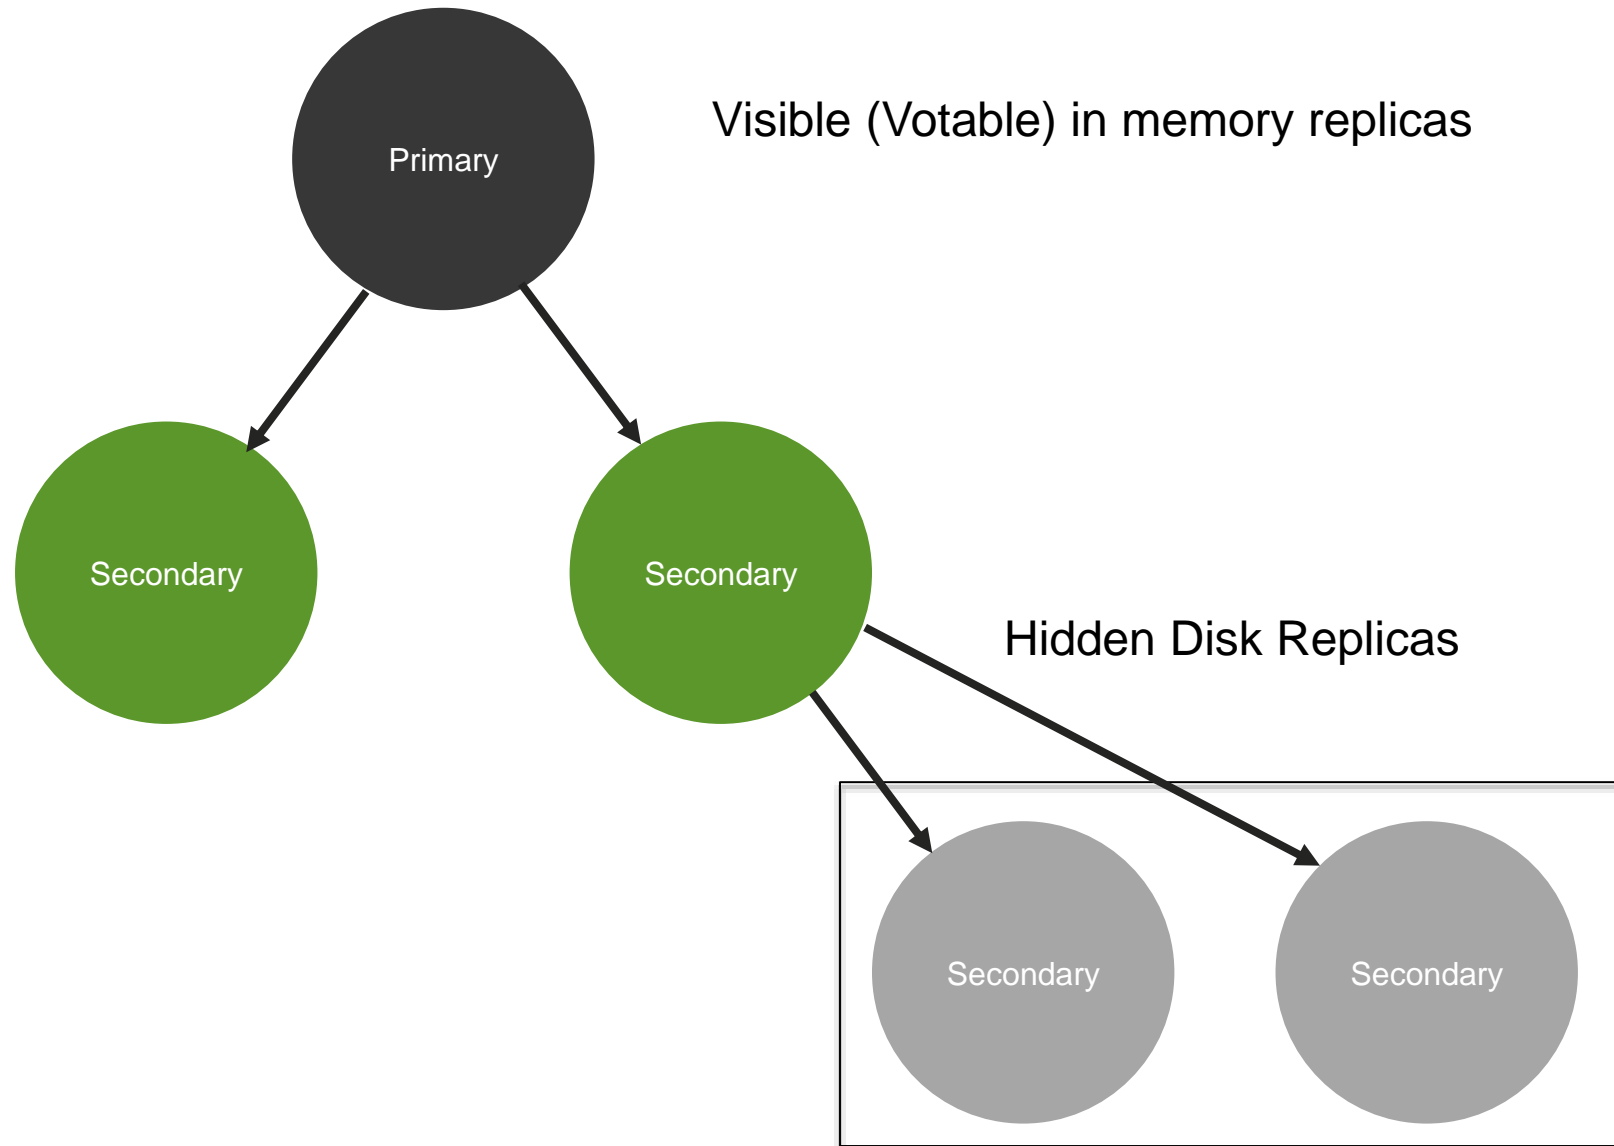 Visible (Votable) in memory replicas
Primary
Secondary
Secondary
Hidden Disk Replicas
Secondary
Secondary